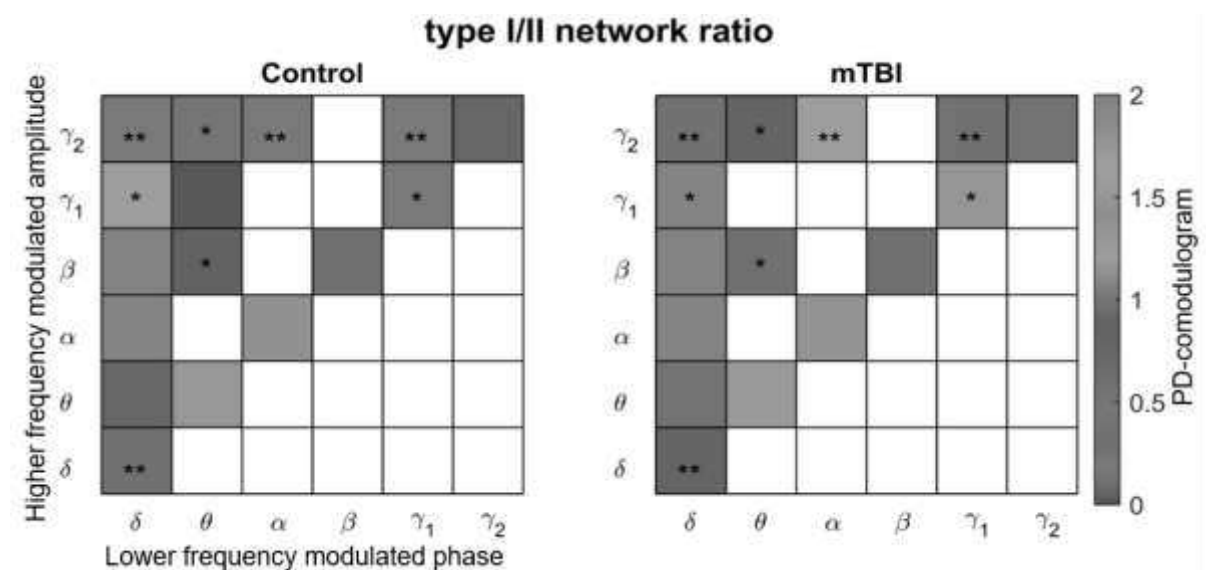 type I/II network ratio
Control
mTBI
Higher frequency modulated amplitude
γ₂ ** * ** **
γ₁ * *
β *
α
θ
δ **
δ θ α β γ₁ γ₂
Lower frequency modulated phase
γ₂ ** * ** **
γ₁ * *
β *
α
θ
δ **
δ θ α β γ₁ γ₂
2
1.5
1
0.5
0
PD-comodulogram